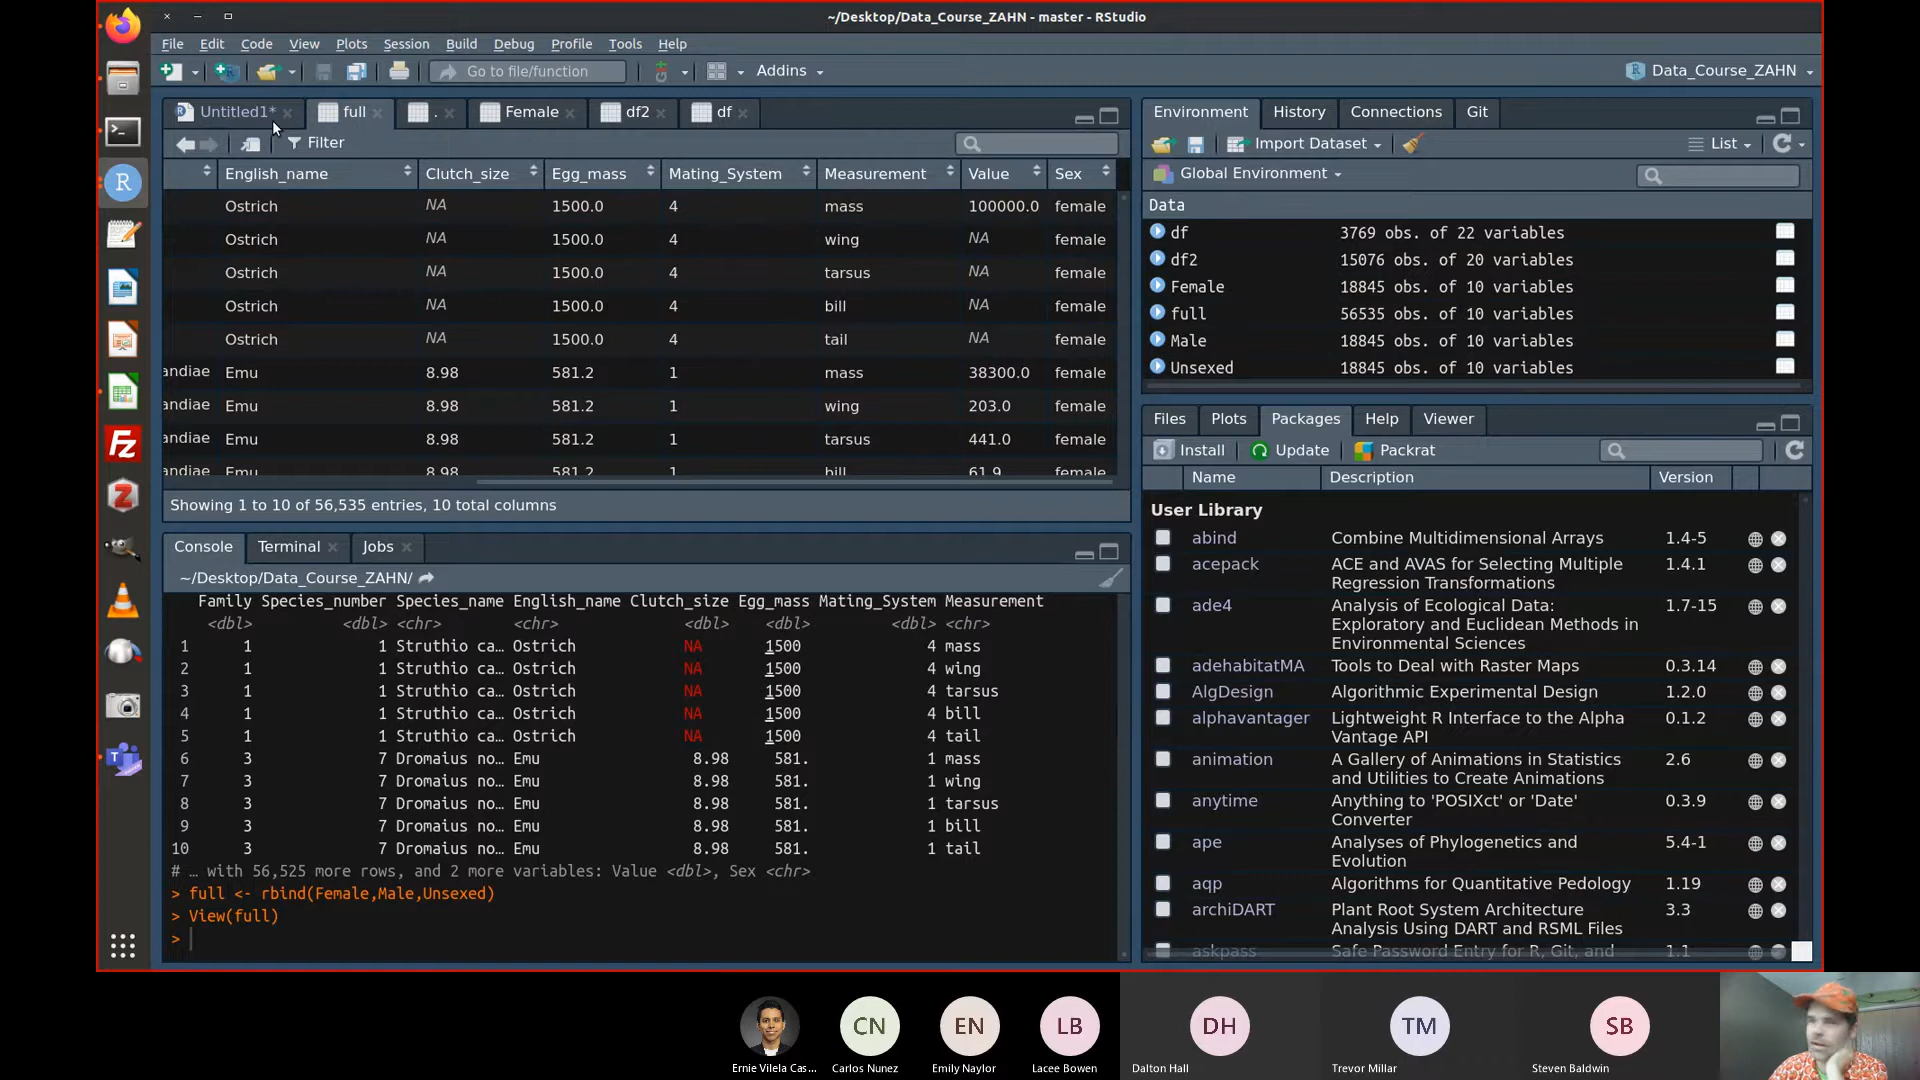 ~/Desktop/Data_Course_ZAHN - master - RStudio
File Edit Code View Plots Session Build Debug Profile Tools Help
Go to file/function Addins Data_Course_ZAHN
Untitled1* full . Female df2 df
Filter
English_name Clutch_size Egg_mass Mating_System Measurement Value Sex
Ostrich NA 1500.0 4 mass 100000.0 female
Ostrich NA 1500.0 4 wing NA female
Ostrich NA 1500.0 4 tarsus NA female
Ostrich NA 1500.0 4 bill NA female
Ostrich NA 1500.0 4 tail NA female
andiae Emu 8.98 581.2 1 mass 38300.0 female
andiae Emu 8.98 581.2 1 wing 203.0 female
andiae Emu 8.98 581.2 1 tarsus 441.0 female
andiae Emu 8.98 581.2 1 bill 61.9 female
Showing 1 to 10 of 56,535 entries, 10 total columns
Console Terminal Jobs
~/Desktop/Data_Course_ZAHN/
Family Species_number Species_name English_name Clutch_size Egg_mass Mating_System Measurement
<dbl> <dbl> <chr> <chr> <dbl> <dbl> <dbl> <chr>
1 1 1 Struthio ca… Ostrich NA 1500 4 mass
2 1 1 Struthio ca… Ostrich NA 1500 4 wing
3 1 1 Struthio ca… Ostrich NA 1500 4 tarsus
4 1 1 Struthio ca… Ostrich NA 1500 4 bill
5 1 1 Struthio ca… Ostrich NA 1500 4 tail
6 3 7 Dromaius no… Emu 8.98 581. 1 mass
7 3 7 Dromaius no… Emu 8.98 581. 1 wing
8 3 7 Dromaius no… Emu 8.98 581. 1 tarsus
9 3 7 Dromaius no… Emu 8.98 581. 1 bill
10 3 7 Dromaius no… Emu 8.98 581. 1 tail
# … with 56,525 more rows, and 2 more variables: Value <dbl>, Sex <chr>
> full <- rbind(Female,Male,Unsexed)
> View(full)
>
Environment History Connections Git
Import Dataset List
Global Environment
Data
df 3769 obs. of 22 variables
df2 15076 obs. of 20 variables
Female 18845 obs. of 10 variables
full 56535 obs. of 10 variables
Male 18845 obs. of 10 variables
Unsexed 18845 obs. of 10 variables
Files Plots Packages Help Viewer
Install Update Packrat
Name Description Version
User Library
abind Combine Multidimensional Arrays 1.4-5
acepack ACE and AVAS for Selecting Multiple 1.4.1
Regression Transformations
ade4 Analysis of Ecological Data: 1.7-15
Exploratory and Euclidean Methods in
Environmental Sciences
adehabitatMA Tools to Deal with Raster Maps 0.3.14
AlgDesign Algorithmic Experimental Design 1.2.0
alphavantager Lightweight R Interface to the Alpha 0.1.2
Vantage API
animation A Gallery of Animations in Statistics 2.6
and Utilities to Create Animations
anytime Anything to 'POSIXct' or 'Date' 0.3.9
Converter
ape Analyses of Phylogenetics and 5.4-1
Evolution
aqp Algorithms for Quantitative Pedology 1.19
archiDART Plant Root System Architecture 3.3
Analysis Using DART and RSML Files
askpass Safe Password Entry for R, Git, and 1.1
CN EN LB DH TM SB
Ernie Vilela Cas... Carlos Nunez Emily Naylor Lacee Bowen Dalton Hall Trevor Millar Steven Baldwin